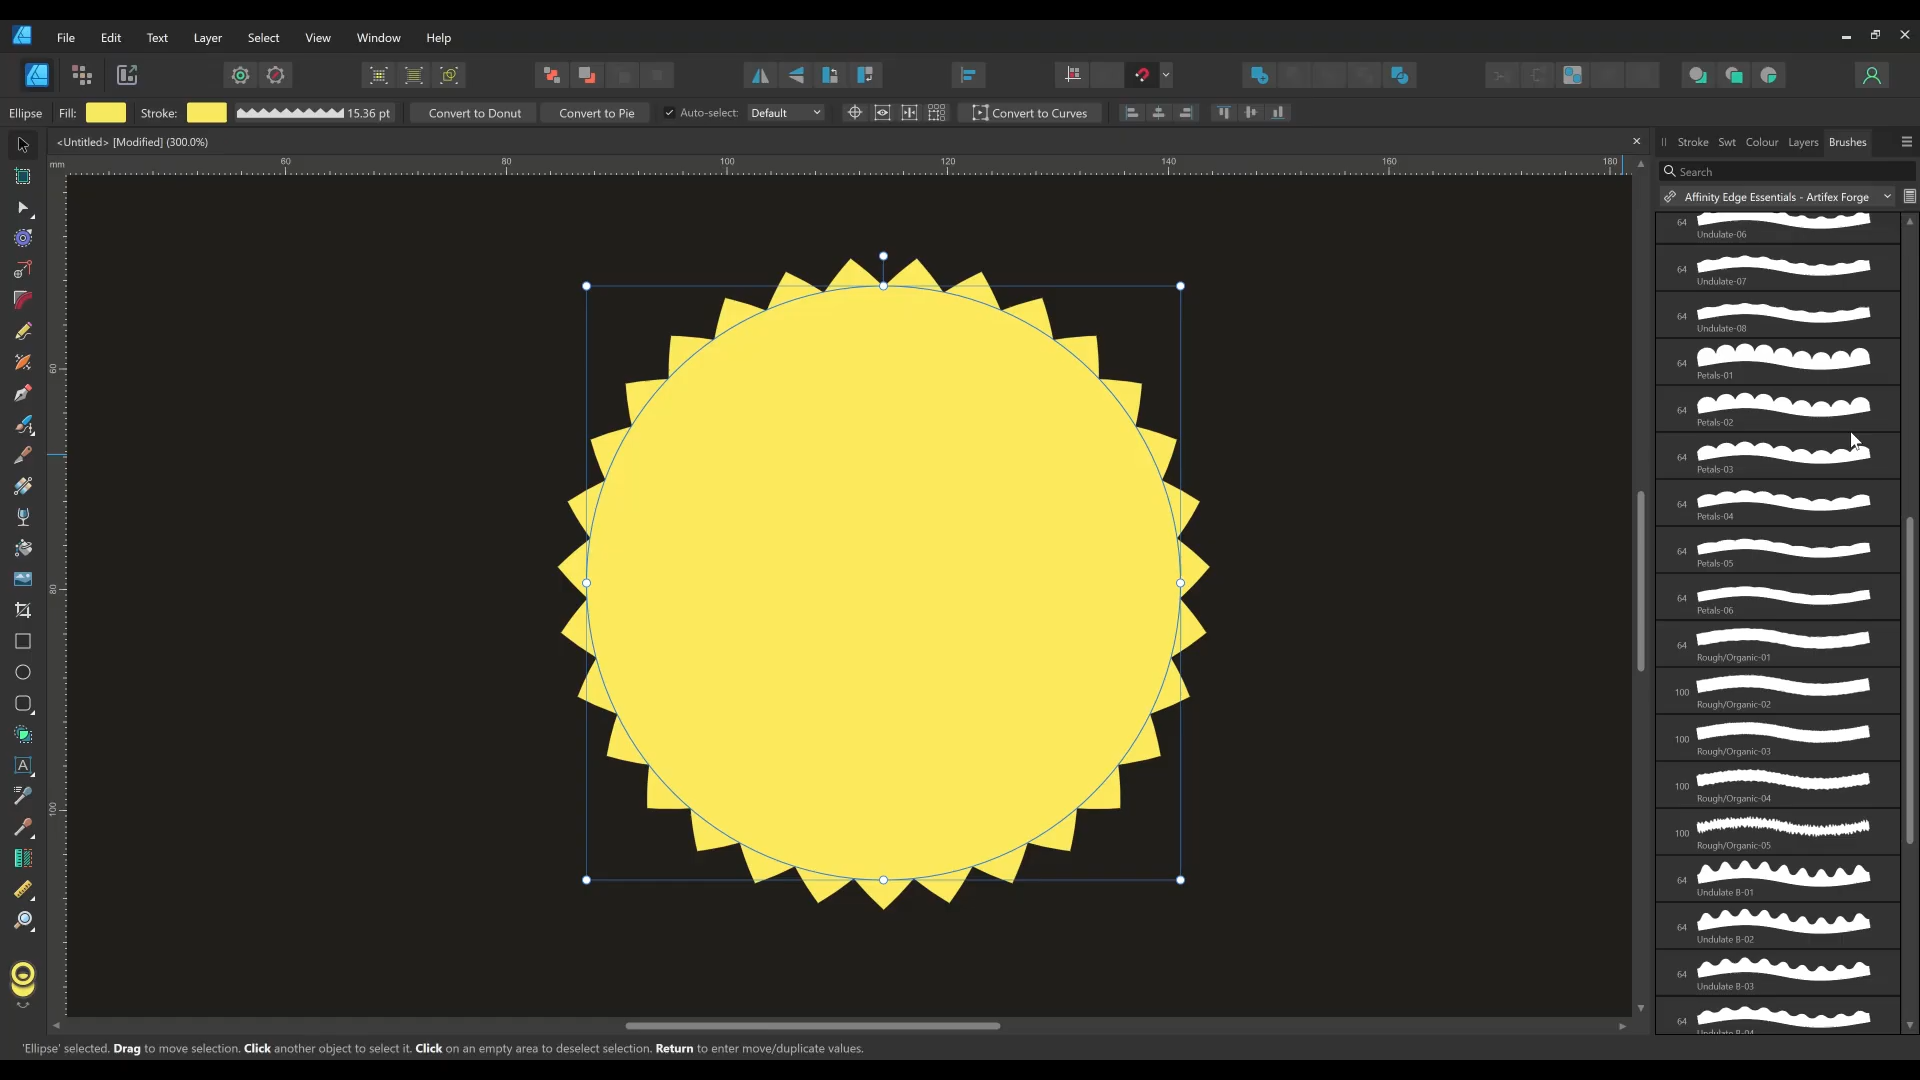 File Edit Text Layer Select View Window Help
Ellipse Fill: Stroke: 15.36 pt Convert to Donut Convert to Pie Auto-select: Default Convert to Curves
<Untitled> [Modified] (300.0%)
Stroke Swt Colour Layers Brushes
mm 60 80 100 120 140 160 180
Search
Affinity Edge Essentials - Artifex Forge
64 Undulate-06
64 Undulate-07
64 Undulate-08
64 Petals-01
64 Petals-02
64 Petals-03
64 Petals-04
64 Petals-05
64 Petals-06
64 Rough/Organic-01
100 Rough/Organic-02
100 Rough/Organic-03
100 Rough/Organic-04
100 Rough/Organic-05
64 Undulate B-01
64 Undulate B-02
64 Undulate B-03
64 Undulate B-04
60
80
100
A
'Ellipse' selected. Drag to move selection. Click another object to select it. Click on an empty area to deselect selection. Return to enter move/duplicate values.